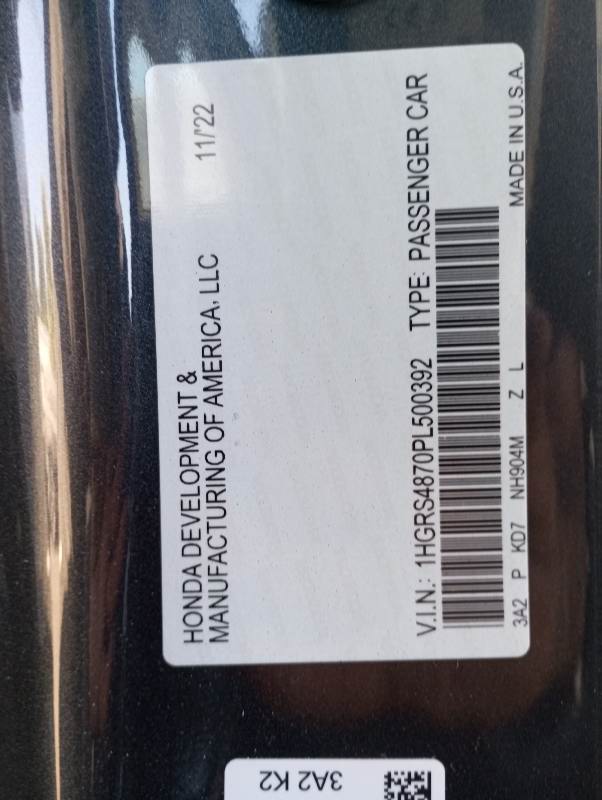 HONDA DEVELOPMENT &
MANUFACTURING OF AMERICA, LLC 11/'22
V.I.N.: 1HGRS4870PL500392 TYPE: PASSENGER CAR
3A2 P KD7 NH904M Z L MADE IN U.S.A.
3A2 K2